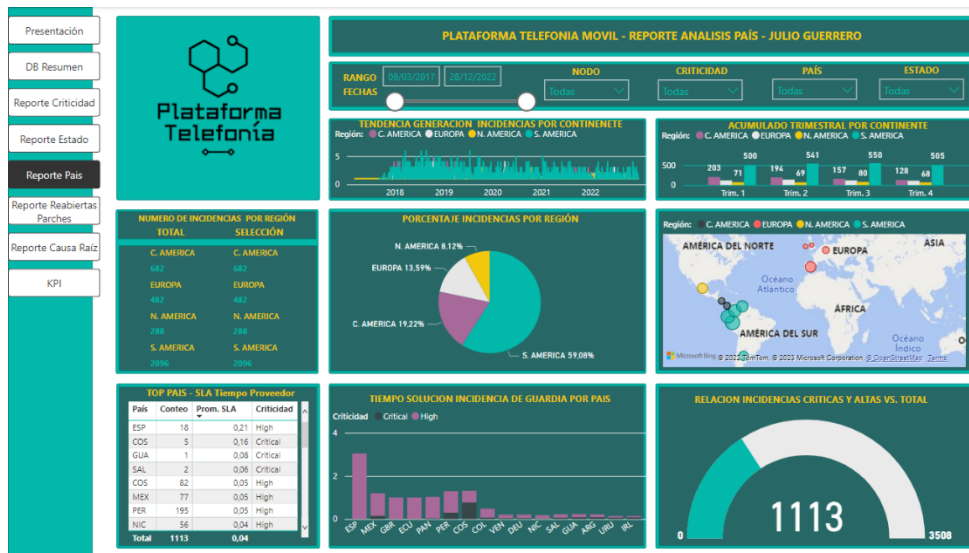 Presentación
DB Resumen
Reporte Criticidad
Reporte Estado
Reporte Pais
Reporte Reabiertas
Parches
Reporte Causa Raíz
KPI
Plataforma
Telefonía
PLATAFORMA TELEFONIA MOVIL - REPORTE ANALISIS PAÍS - JULIO GUERRERO
RANGO
FECHAS
09/03/2017
28/12/2022
NODO
Todas
CRITICIDAD
Todas
PAÍS
Todas
ESTADO
Todas
TENDENCIA GENERACION INCIDENCIAS POR CONTINENETE
Región: C. AMERICA EUROPA N. AMERICA S. AMERICA
5
0
2018 2019 2020 2021 2022
ACUMULADO TRIMESTRAL POR CONTINENTE
Región: C. AMERICA EUROPA N. AMERICA S. AMERICA
500
0
203 71 500
194 69 541
157 80 550
128 68 505
Trim. 1 Trim. 2 Trim. 3 Trim. 4
NUMERO DE INCIDENCIAS POR REGIÓN
TOTAL SELECCIÓN
C. AMERICA C. AMERICA
682 682
EUROPA EUROPA
482 482
N. AMERICA N. AMERICA
288 288
S. AMERICA S. AMERICA
2096 2096
PORCENTAJE INCIDENCIAS POR REGIÓN
N. AMERICA 8,12%
EUROPA 13,59%
C. AMERICA 19,22%
S. AMERICA 59,08%
Región: C. AMERICA EUROPA N. AMERICA S. AMERICA
AMÉRICA DEL NORTE
EUROPA
ASIA
Océano
Atlántico
ÁFRICA
AMÉRICA DEL SUR
Océano
Índico
O
Microsoft Bing © 2022 TomTom, © 2023 Microsoft Corporation, © OpenStreetMap Terms
TOP PAIS - SLA Tiempo Proveedor
País Conteo Prom. SLA Criticidad
ESP 18 0,21 High
COS 5 0,16 Critical
GUA 1 0,08 Critical
SAL 2 0,06 Critical
COS 82 0,05 High
MEX 77 0,05 High
PER 195 0,05 High
NIC 56 0,04 High
Total 1113 0,04
TIEMPO SOLUCION INCIDENCIA DE GUARDIA POR PAIS
Criticidad Critical High
4
2
0
ESP MEX GBR ECU PAN PER COS COL VEN DEU NIC SAL GUA ARG URU IRL
RELACION INCIDENCIAS CRITICAS Y ALTAS VS. TOTAL
1113
0
3508